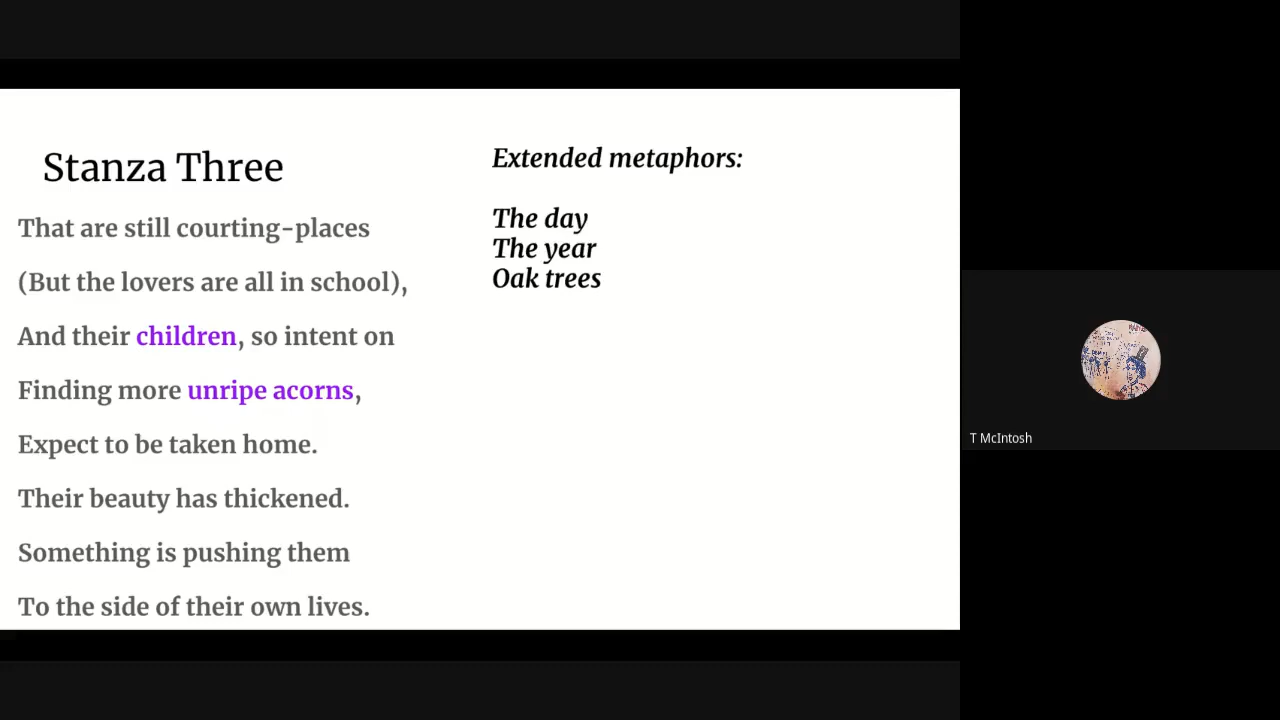 Stanza Three
That are still courting-places
(But the lovers are all in school),
And their children, so intent on
Finding more unripe acorns,
Expect to be taken home.
Their beauty has thickened.
Something is pushing them
To the side of their own lives.
Extended metaphors:
The day
The year
Oak trees
T McIntosh